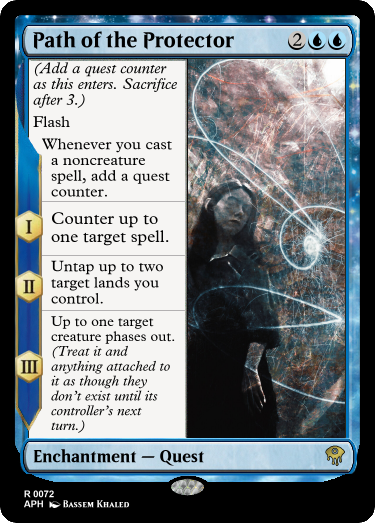 Path of the Protector 2
(Add a quest counter
as this enters. Sacrifice
after 3.)
Flash
Whenever you cast
a noncreature
spell, add a quest
counter.
I
Counter up to
one target spell.
II
Untap up to two
target lands you
control.
III
Up to one target
creature phases out.
(Treat it and
anything attached to
it as though they
don't exist until its
controller's next
turn.)
Enchantment — Quest
R 0072
APH Bassem Khaled